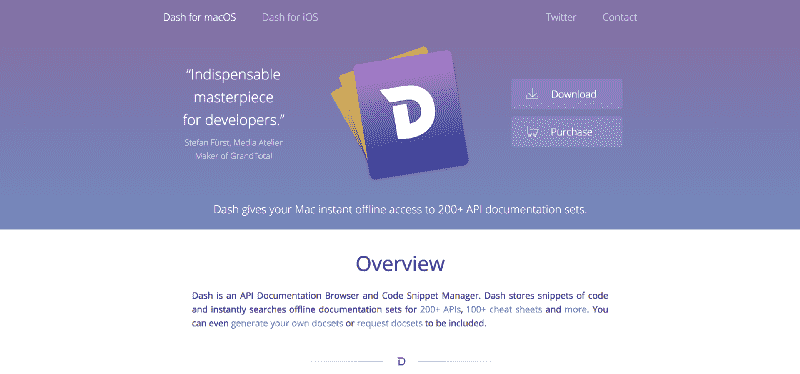 Dash for macOS Dash for iOS Twitter Contact
“Indispensable
masterpiece
for developers.”
Stefan Fürst, Media Atelier
Maker of GrandTotal
D
Download
Purchase
Dash gives your Mac instant offline access to 200+ API documentation sets.
Overview
Dash is an API Documentation Browser and Code Snippet Manager. Dash stores snippets of code
and instantly searches offline documentation sets for 200+ APIs, 100+ cheat sheets and more. You
can even generate your own docsets or request docsets to be included.
D